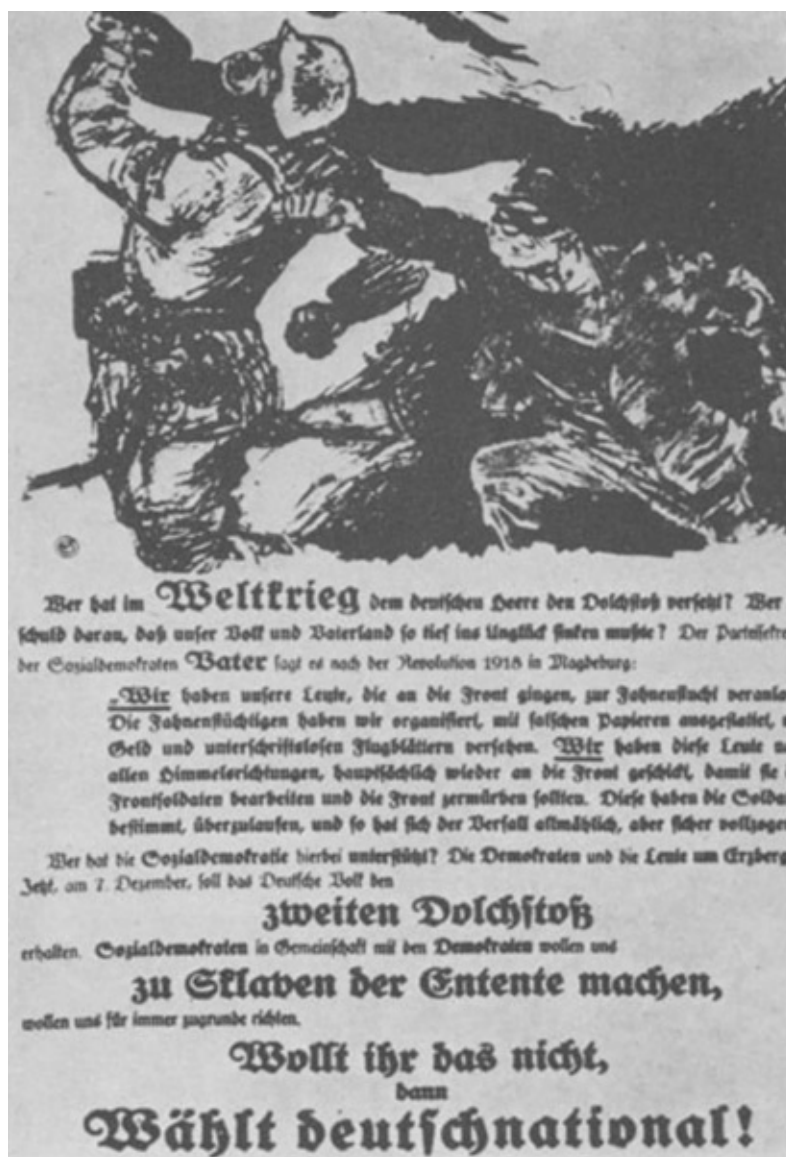 Wer hat im Weltkrieg dem deutschen Heere den Dolchstoß versetzt? Wer
schuld daran, daß unser Volk und Vaterland so tief ins Unglück sinken mußte? Der Parteisekre
der Sozialdemokraten Vater sagt es nach der Revolution 1918 in Magdeburg:
„Wir haben unsere Leute, die an die Front gingen, zur Fahnenflucht veranla
Die Fahnenflüchtigen haben wir organisiert, mit falschen Papieren ausgestattet,
Geld und unterschriftslosen Flugblättern versehen. Wir haben diese Leute na
allen Himmelsrichtungen, hauptsächlich wieder an die Front geschickt, damit sie
Frontsoldaten bearbeiten und die Front zermürben sollten. Diese haben die Solda
bestimmt, überzulaufen, und so hat sich der Verfall allmählich, aber sicher vollzoge
Wer hat die Sozialdemokratie hierbei unterstützt? Die Demokraten und die Leute um Erzberg
Jetzt, am 7. Dezember, soll das Deutsche Volk den
zweiten Dolchstoß
erhalten. Sozialdemokraten in Gemeinschaft mit den Demokraten wollen uns
zu Sklaven der Entente machen,
wollen uns für immer zugrunde richten.
Wollt ihr das nicht,
dann
Wählt deutschnational!